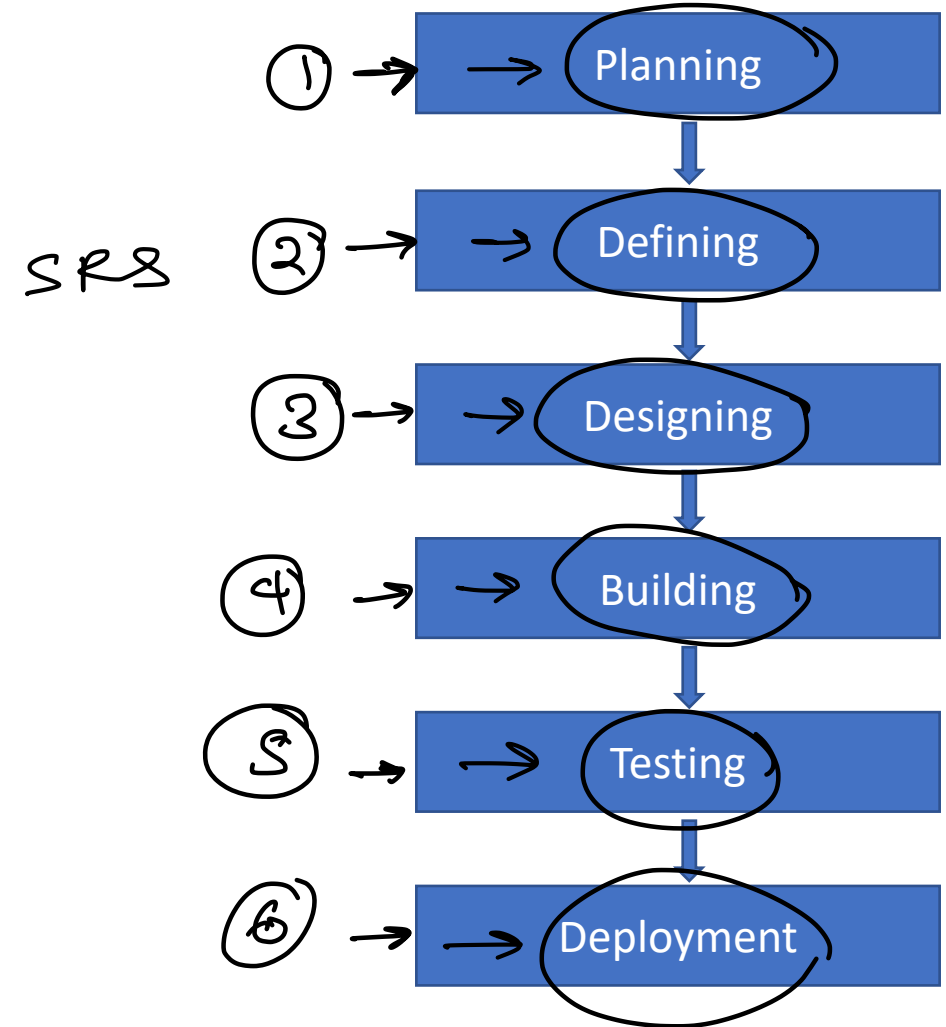 1 Planning
SRS 2 Defining
3 Designing
4 Building
5 Testing
6 Deployment